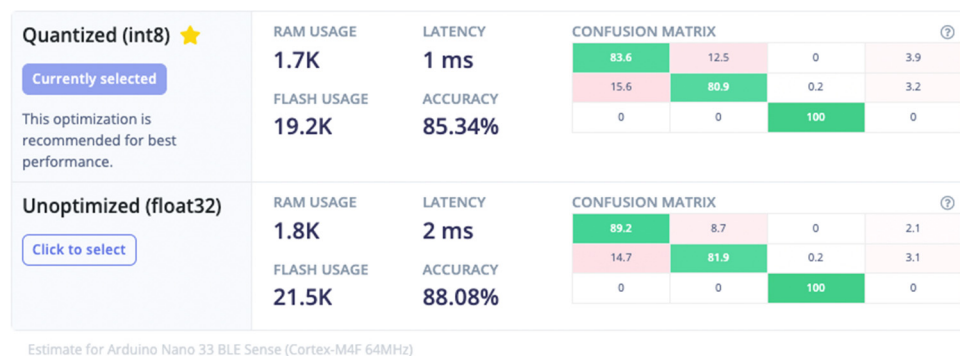 Quantized (int8)
Currently selected
This optimization is
recommended for best
performance.
RAM USAGE LATENCY
1.7K 1 ms
FLASH USAGE ACCURACY
19.2K 85.34%
CONFUSION MATRIX ?
83.6 12.5 0 3.9
15.6 80.9 0.2 3.2
0 0 100 0
Unoptimized (float32)
Click to select
RAM USAGE LATENCY
1.8K 2 ms
FLASH USAGE ACCURACY
21.5K 88.08%
CONFUSION MATRIX ?
89.2 8.7 0 2.1
14.7 81.9 0.2 3.1
0 0 100 0
Estimate for Arduino Nano 33 BLE Sense (Cortex-M4F 64MHz)